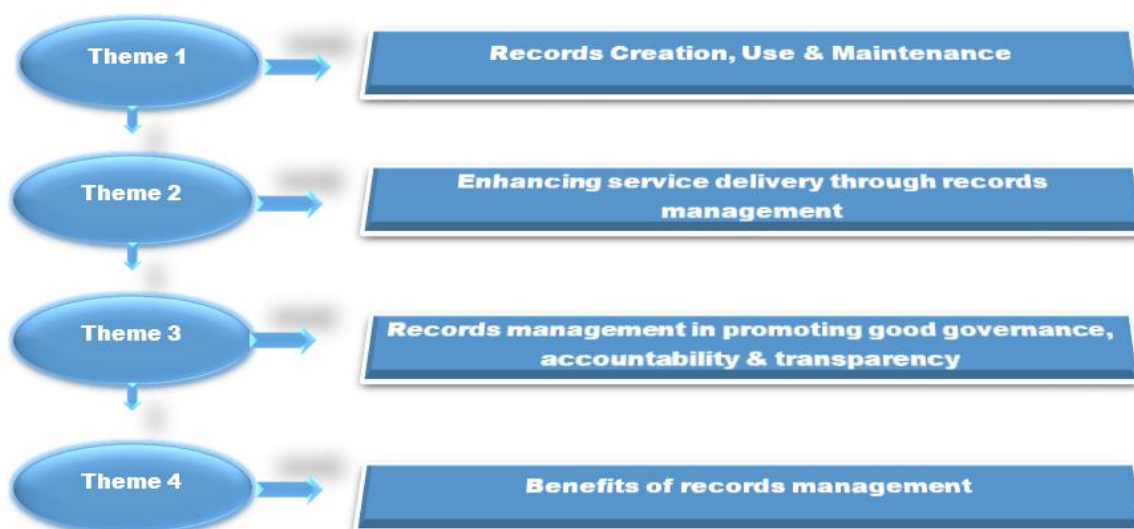 Theme 1
Records Creation, Use & Maintenance
Theme 2
Enhancing service delivery through records
management
Theme 3
Records management in promoting good governance,
accountability & transparency
Theme 4
Benefits of records management